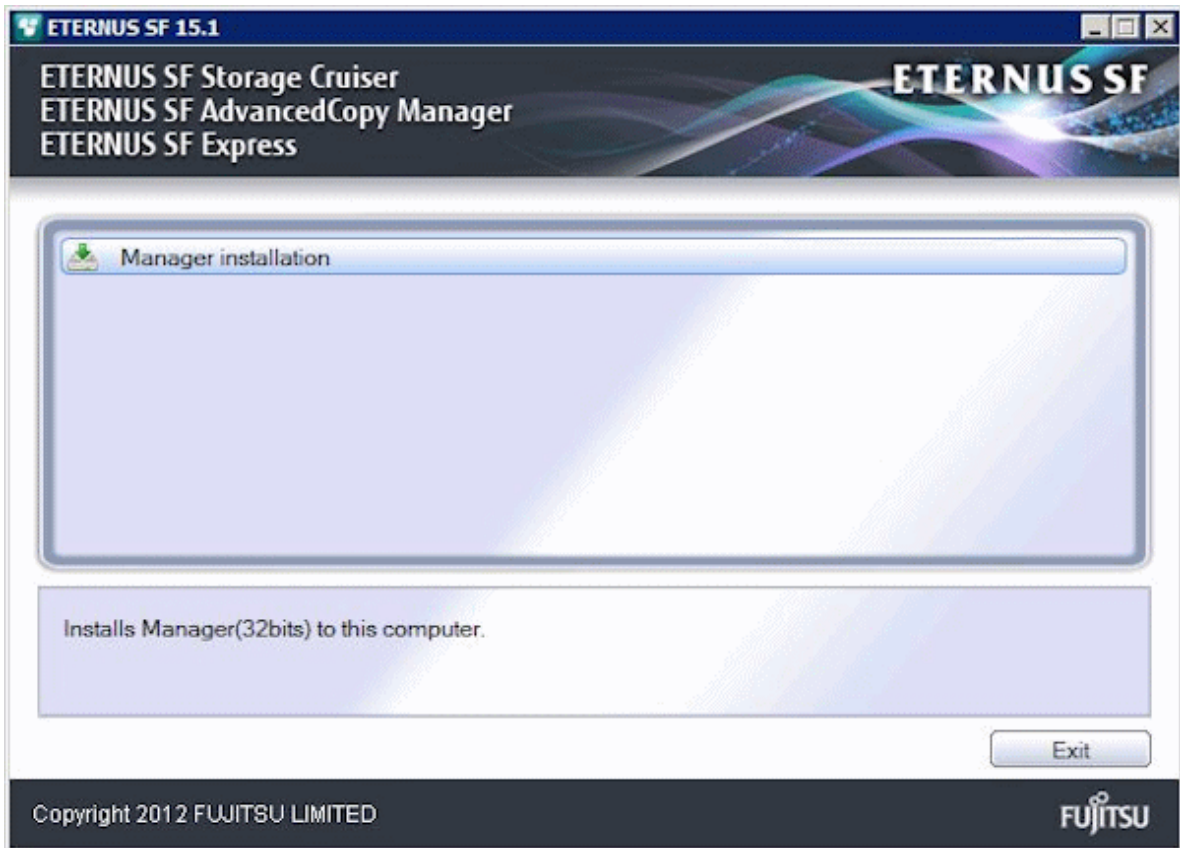 ETERNUS SF 15.1
ETERNUS SF Storage Cruiser
ETERNUS SF AdvancedCopy Manager
ETERNUS SF Express
ETERNUS SF
Manager installation
Installs Manager(32bits) to this computer.
Exit
Copyright 2012 FUJITSU LIMITED
FUJITSU